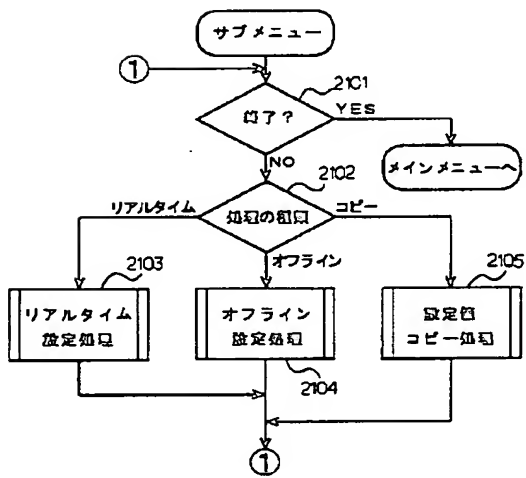 サブメニュー
①
2101
終了?
YES
メインメニューへ
NO
2102
処理の種類
リアルタイム
コピー
オフライン
2103
リアルタイム
設定処理
オフライン
設定処理
2104
2105
設定値
コピー処理
①